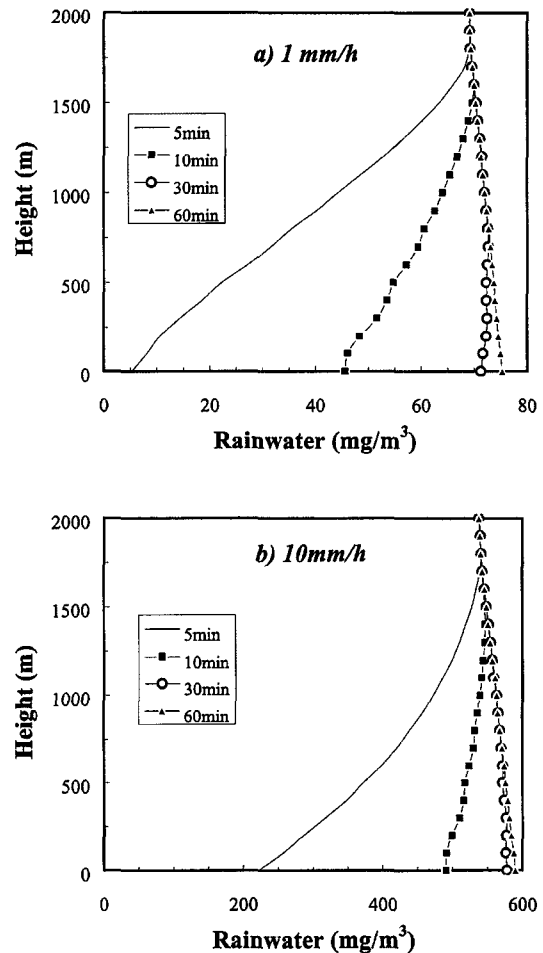 2000
1500
1000
500
0
Height (m)
a) 1 mm/h
5min
10min
30min
60min
0 20 40 60 80
Rainwater (mg/m³)
2000
1500
1000
500
0
Height (m)
b) 10mm/h
5min
10min
30min
60min
0 200 400 600
Rainwater (mg/m³)